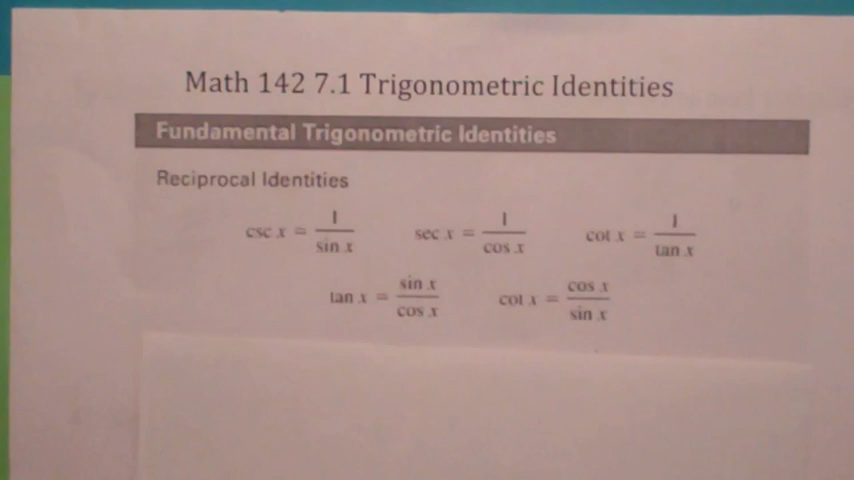 Math 142 7.1 Trigonometric Identities
Fundamental Trigonometric Identities
Reciprocal Identities
csc x = 1/sin x    sec x = 1/cos x    cot x = 1/tan x
tan x = sin x/cos x    cot x = cos x/sin x